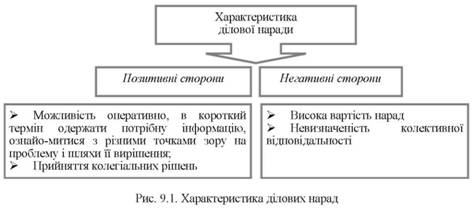 Характеристика
ділової наради
Позитивні сторони
Негативні сторони
➢ Можливість оперативно, в короткий
термін одержати потрібну інформацію,
ознайо-митися з різними точками зору на
проблему і шляхи її вирішення;
➢ Прийняття колегіальних рішень
➢ Висока вартість нарад
➢ Невизначеність колективної
відповідальності
Рис. 9.1. Характеристика ділових нарад